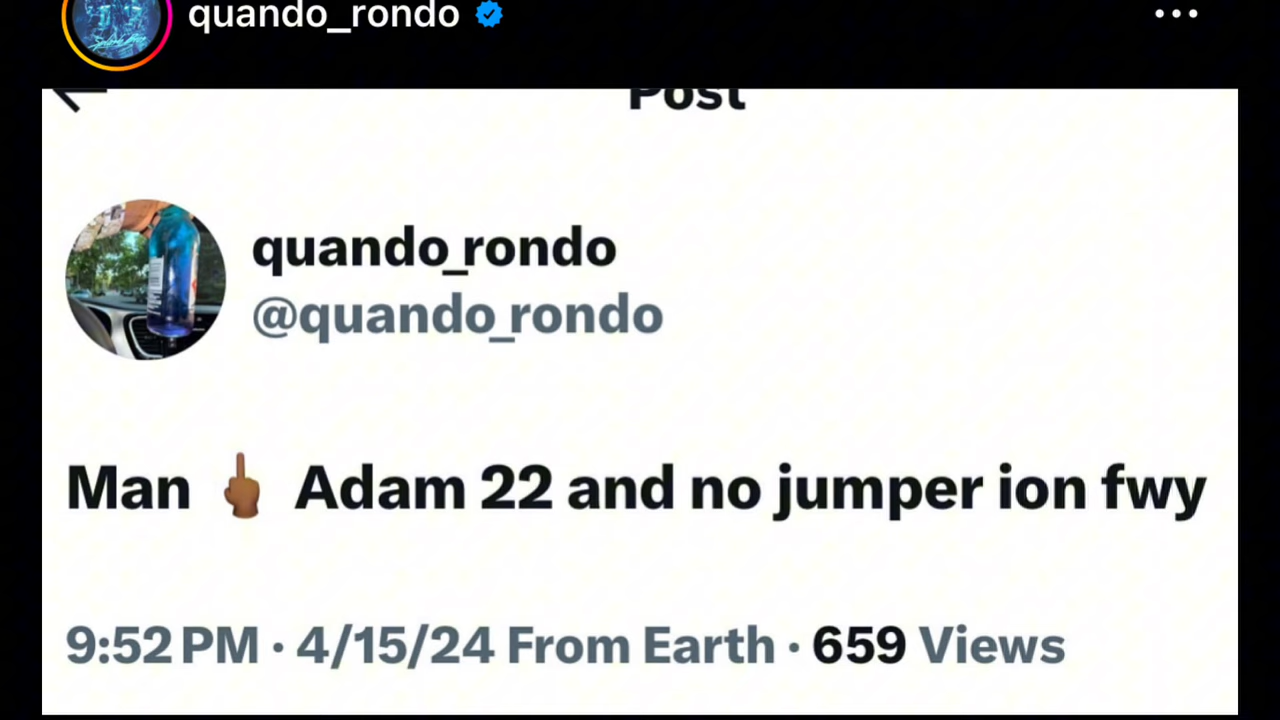 quando_rondo
Post
quando_rondo
@quando_rondo
Man 🖕🏾 Adam 22 and no jumper ion fwy
9:52 PM · 4/15/24 From Earth · 659 Views